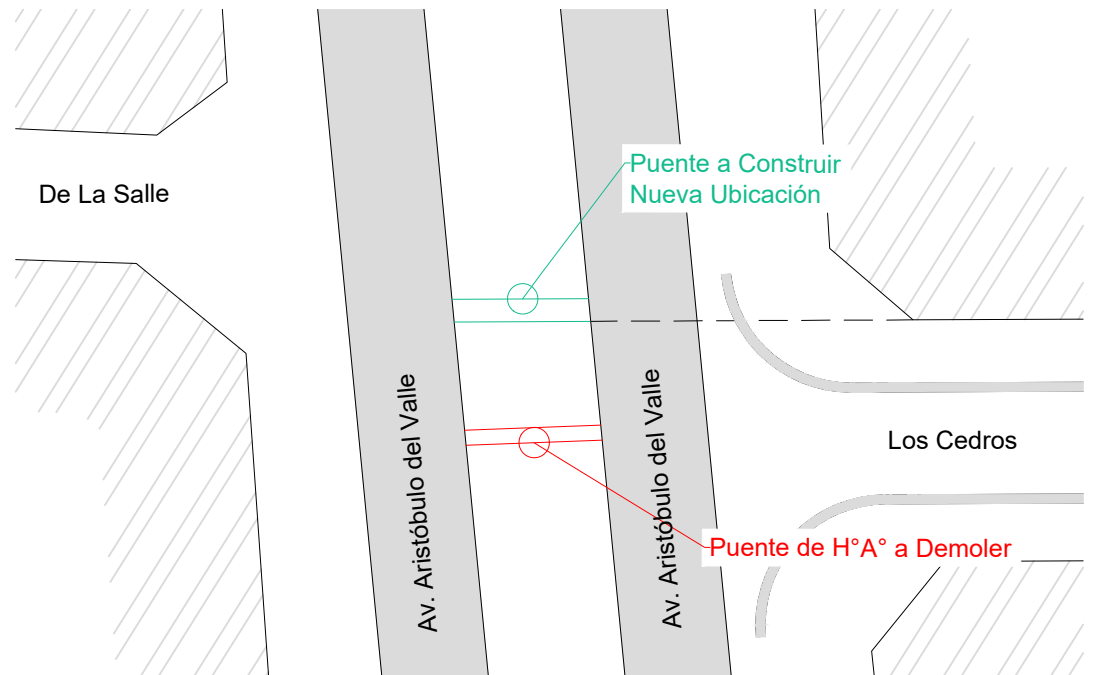 Puente a Construir
Nueva Ubicación
De La Salle
Av. Aristóbulo del Valle
Av. Aristóbulo del Valle
Los Cedros
Puente de H°A° a Demoler